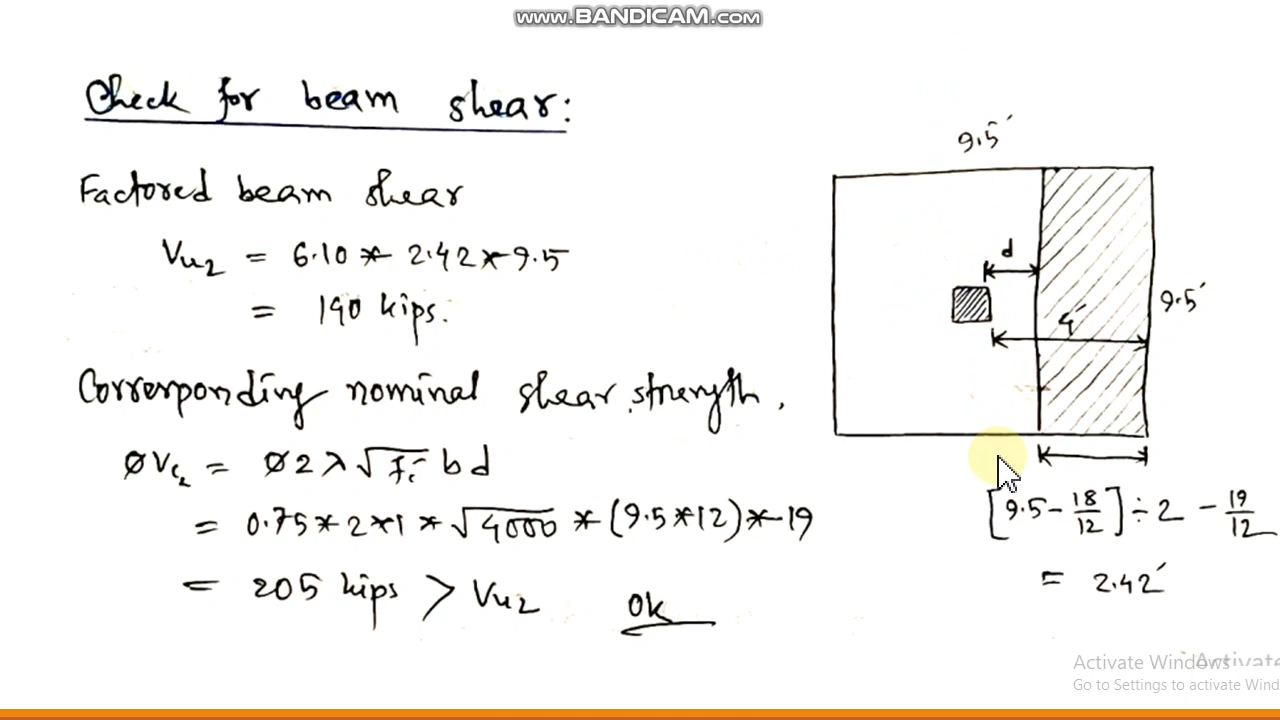 www.BANDICAM.com
Check for beam shear:
9.5´
Factored beam shear
Vu2 = 6.10 * 2.42 * 9.5
= 190 kips.
d
4´
9.5´
Corresponding nominal shear strength,
ØVc2 = Ø2λ√fc´ bd
= 0.75*2*1*√4000 * (9.5*12)*19
= 205 kips > Vu2 OK
[9.5 - 18/12] ÷ 2 - 19/12
= 2.42´
Activate Windows
Go to Settings to activate Wind